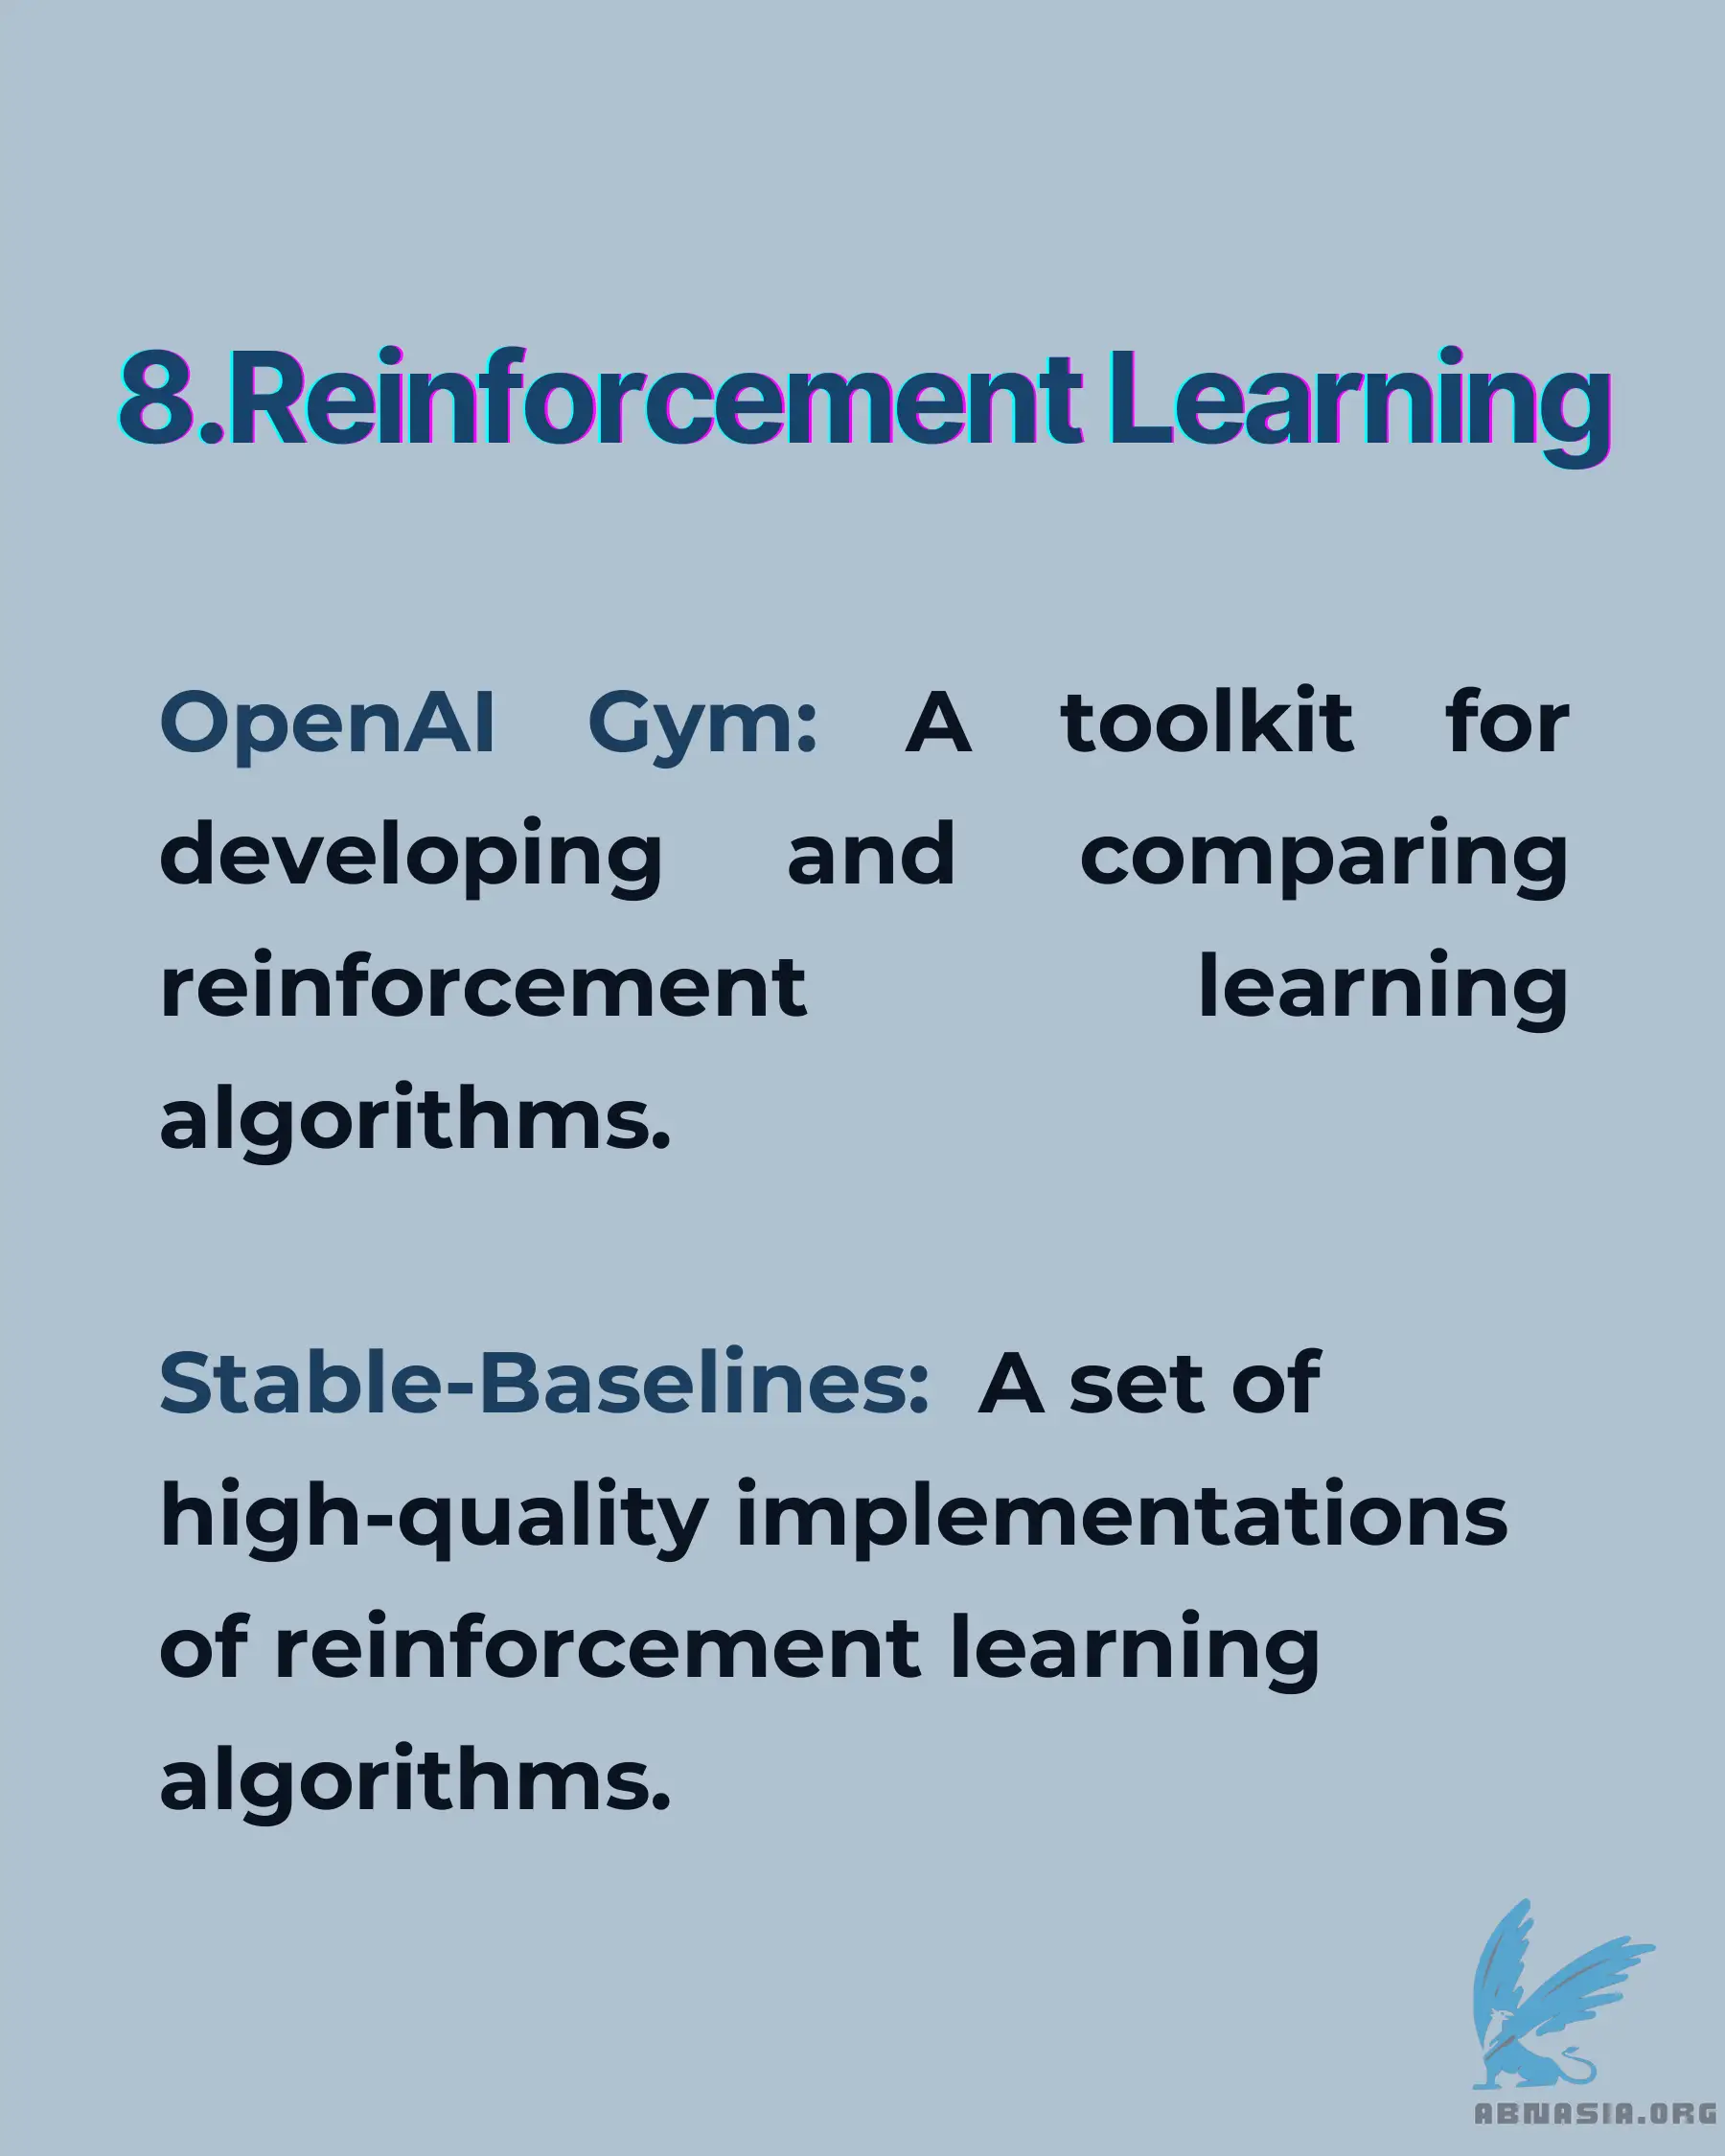 8.Reinforcement Learning
OpenAI Gym: A toolkit for
developing and comparing
reinforcement learning
algorithms.
Stable-Baselines: A set of
high-quality implementations
of reinforcement learning
algorithms.
ABNASIA.ORG